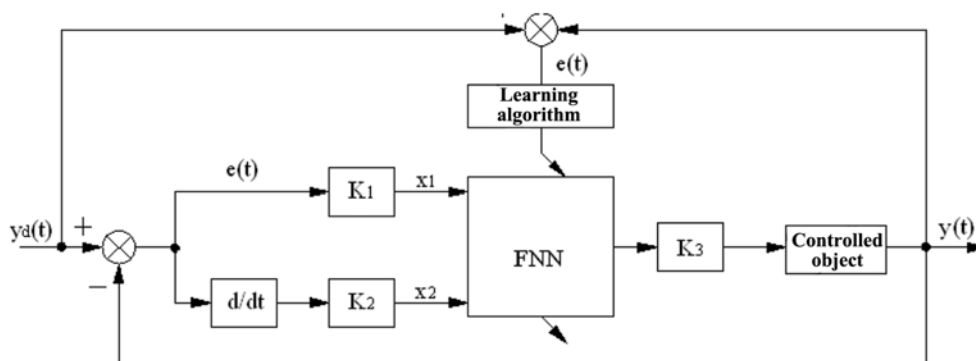 e(t)
Learning
algorithm
e(t)
K1
x1
yd(t)
+
−
FNN
K3
Controlled
object
y(t)
d/dt
K2
x2